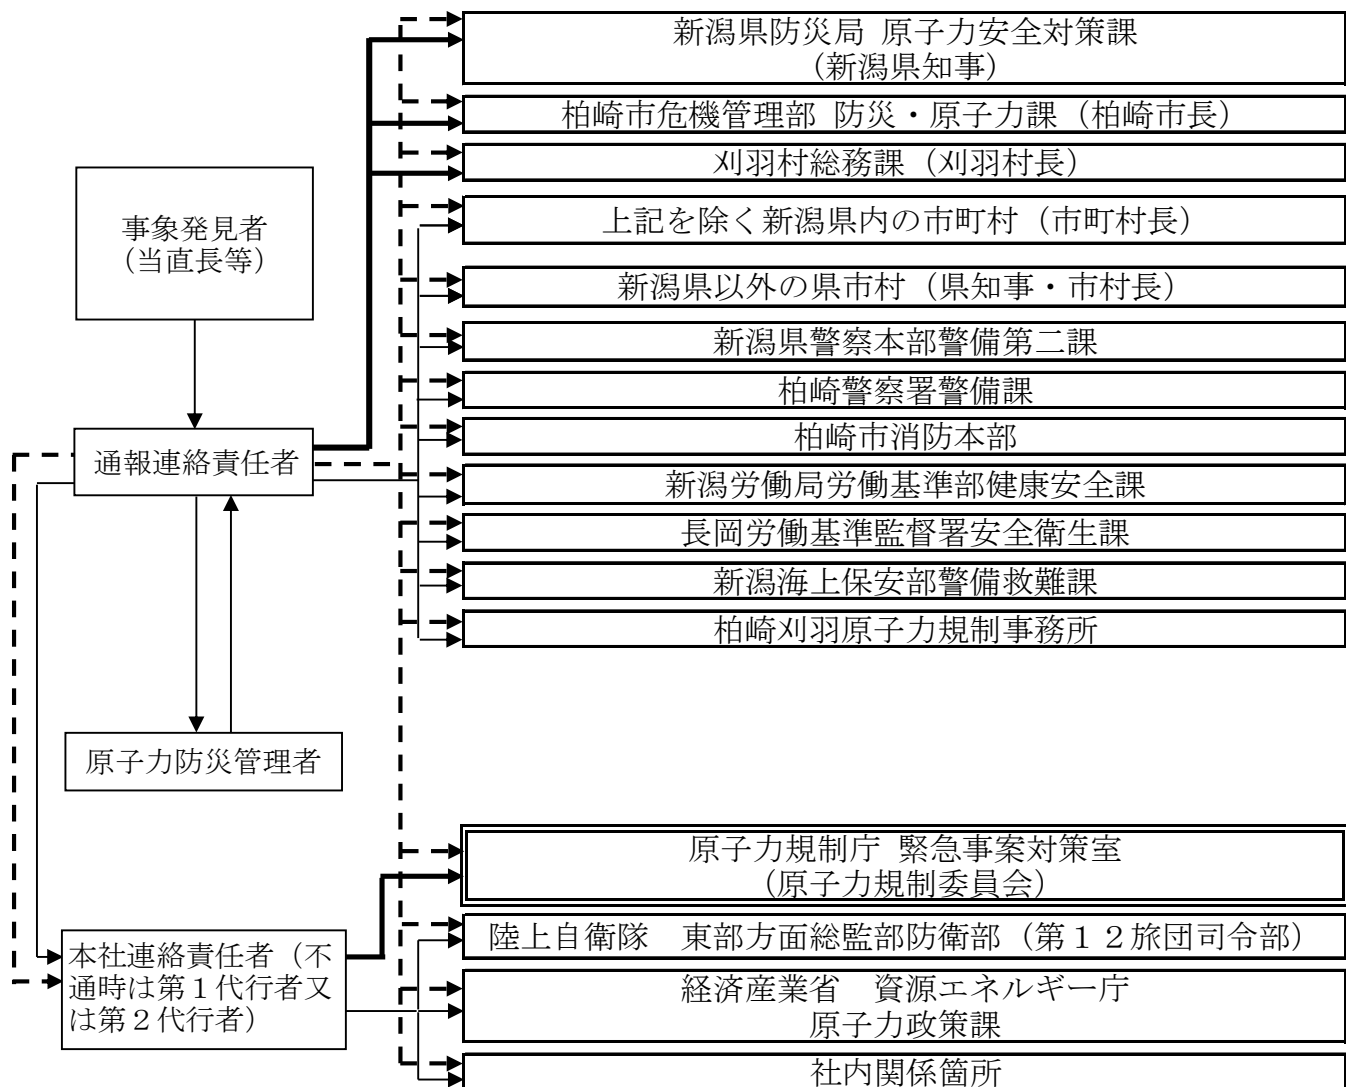 新潟県防災局 原子力安全対策課
（新潟県知事）
柏崎市危機管理部 防災・原子力課（柏崎市長）
刈羽村総務課（刈羽村長）
事象発見者
（当直長等）
上記を除く新潟県内の市町村（市町村長）
新潟県以外の県市村（県知事・市村長）
新潟県警察本部警備第二課
柏崎警察署警備課
柏崎市消防本部
通報連絡責任者
新潟労働局労働基準部健康安全課
長岡労働基準監督署安全衛生課
新潟海上保安部警備救難課
柏崎刈羽原子力規制事務所
原子力防災管理者
原子力規制庁 緊急事案対策室
（原子力規制委員会）
陸上自衛隊　東部方面総監部防衛部（第１２旅団司令部）
本社連絡責任者（不
通時は第１代行者又
は第２代行者）
経済産業省　資源エネルギー庁
原子力政策課
社内関係箇所